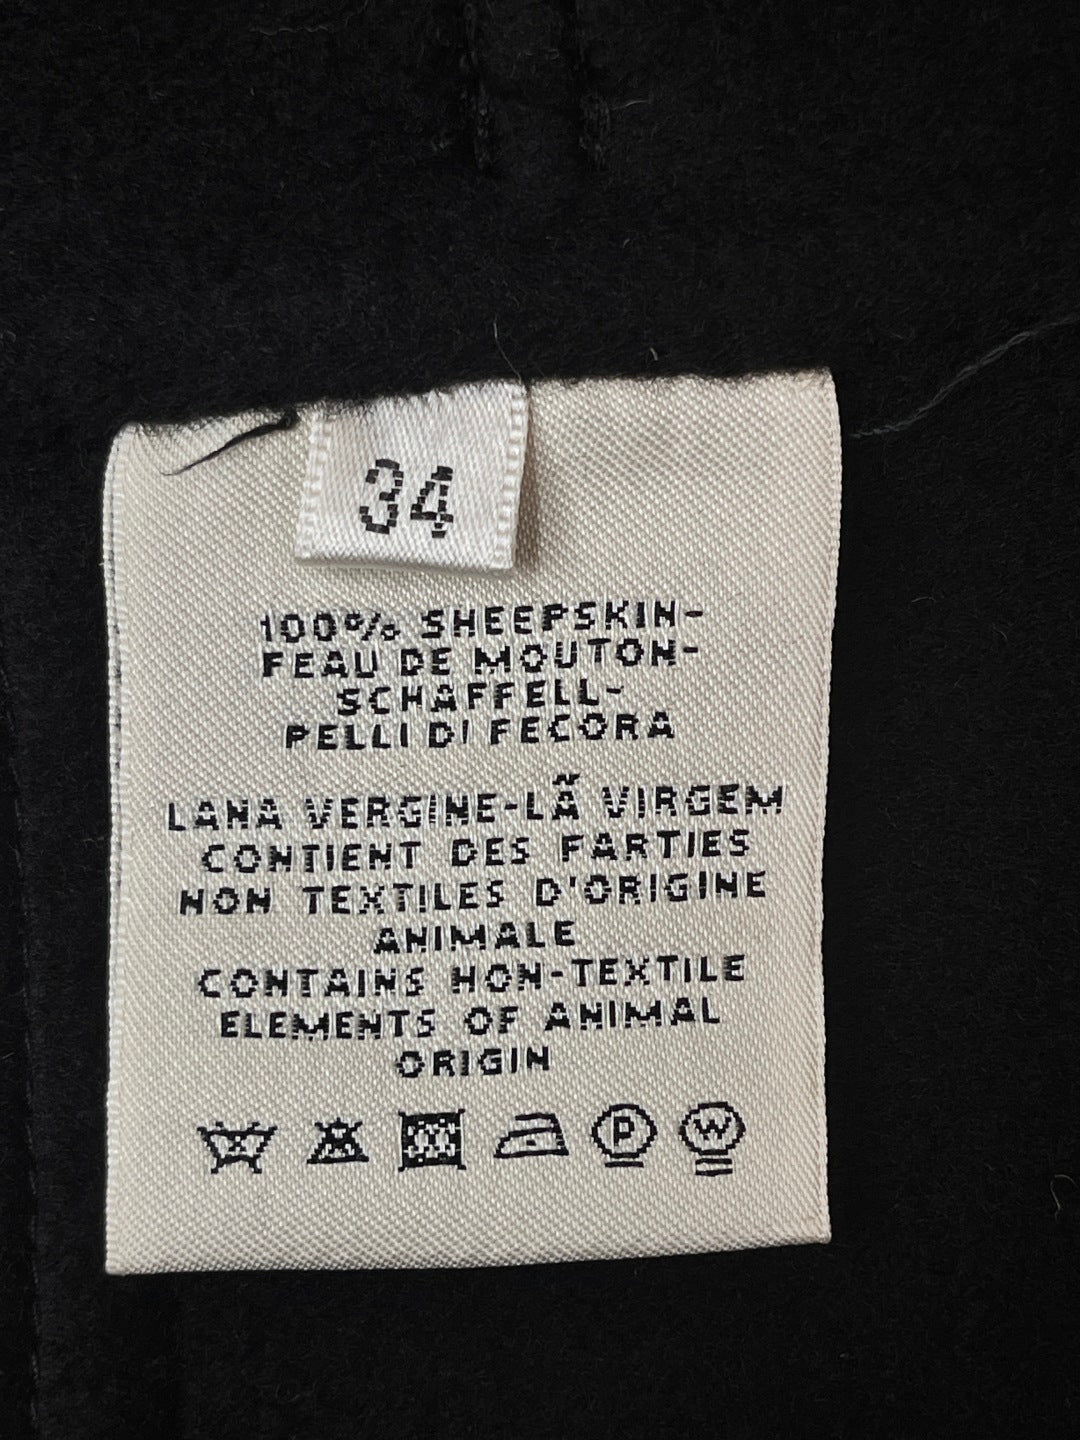 34
100% SHEEPSKIN-
PEAU DE MOUTON-
SCHAFFELL-
PELLI DI PECORA
LANA VERGINE-LÃ VIRGEM
CONTIENT DES PARTIES
NON TEXTILES D'ORIGINE
ANIMALE
CONTAINS NON-TEXTILE
ELEMENTS OF ANIMAL
ORIGIN
P W